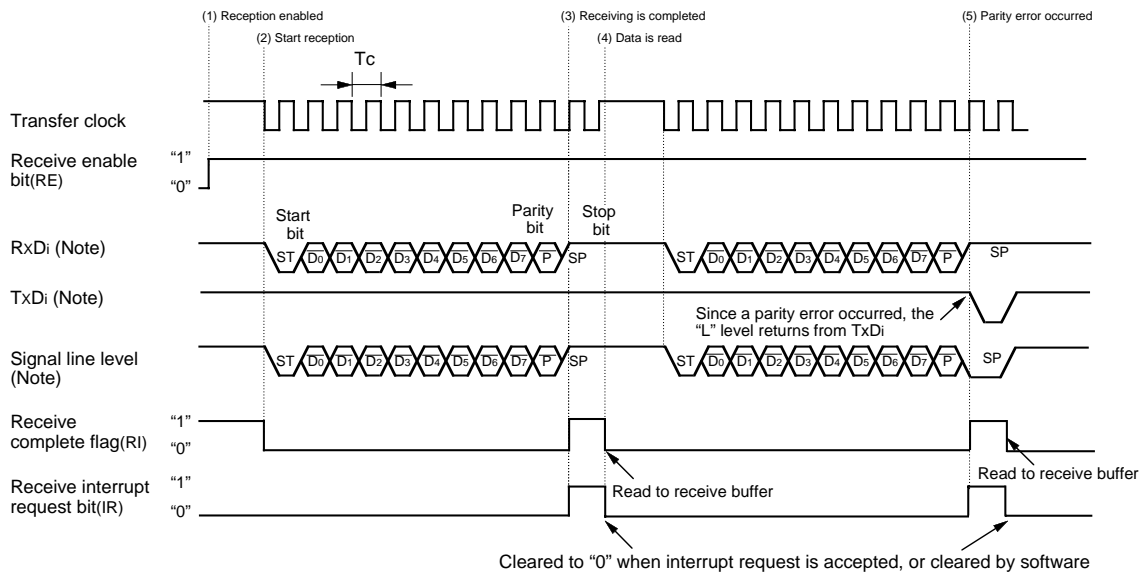 (1) Reception enabled
(3) Receiving is completed
(5) Parity error occurred
(2) Start reception
(4) Data is read
Tc
Transfer clock
Receive enable
bit(RE)
“1”
“0”
Start
bit
Parity
bit
Stop
bit
RxDi (Note)
ST D0 D1 D2 D3 D4 D5 D6 D7 P SP
ST D0 D1 D2 D3 D4 D5 D6 D7 P SP
TxDi (Note)
Since a parity error occurred, the
“L” level returns from TxDi
Signal line level
(Note)
ST D0 D1 D2 D3 D4 D5 D6 D7 P SP
ST D0 D1 D2 D3 D4 D5 D6 D7 P SP
Receive
complete flag(RI)
“1”
“0”
Read to receive buffer
Read to receive buffer
Receive interrupt
request bit(IR)
“1”
“0”
Cleared to “0” when interrupt request is accepted, or cleared by software